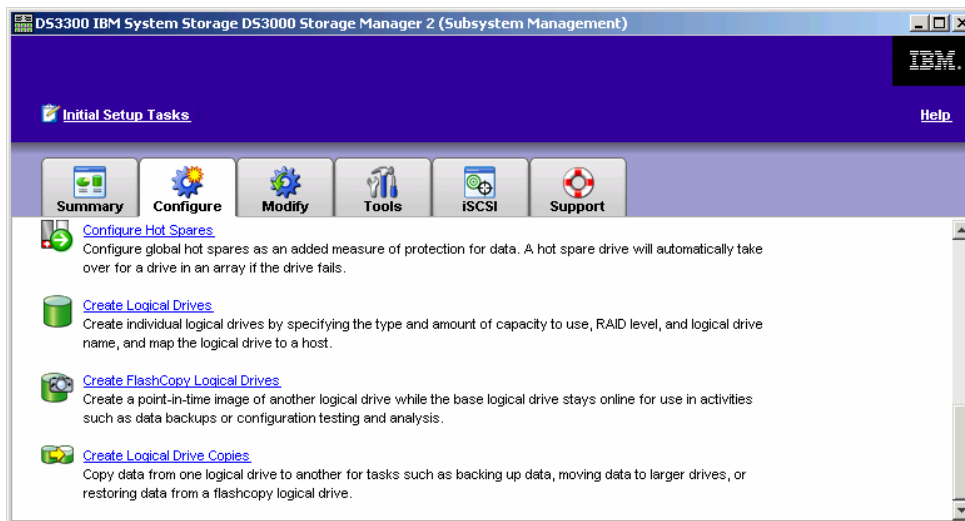 DS3300 IBM System Storage DS3000 Storage Manager 2 (Subsystem Management)
IBM.
Initial Setup Tasks
Help
Summary
Configure
Modify
Tools
iSCSI
Support
Configure Hot Spares
Configure global hot spares as an added measure of protection for data. A hot spare drive will automatically take
over for a drive in an array if the drive fails.
Create Logical Drives
Create individual logical drives by specifying the type and amount of capacity to use, RAID level, and logical drive
name, and map the logical drive to a host.
Create FlashCopy Logical Drives
Create a point-in-time image of another logical drive while the base logical drive stays online for use in activities
such as data backups or configuration testing and analysis.
Create Logical Drive Copies
Copy data from one logical drive to another for tasks such as backing up data, moving data to larger drives, or
restoring data from a flashcopy logical drive.